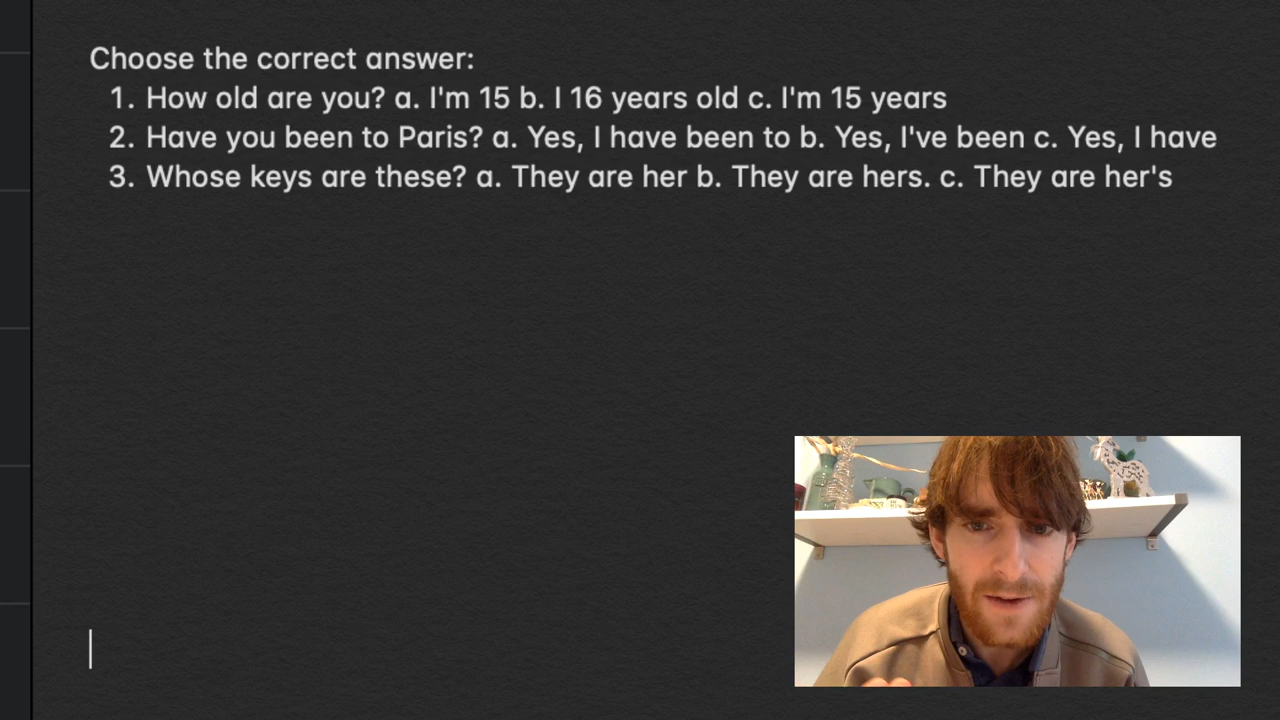 Choose the correct answer:
1. How old are you? a. I'm 15 b. I 16 years old c. I'm 15 years
2. Have you been to Paris? a. Yes, I have been to b. Yes, I've been c. Yes, I have
3. Whose keys are these? a. They are her b. They are hers. c. They are her's